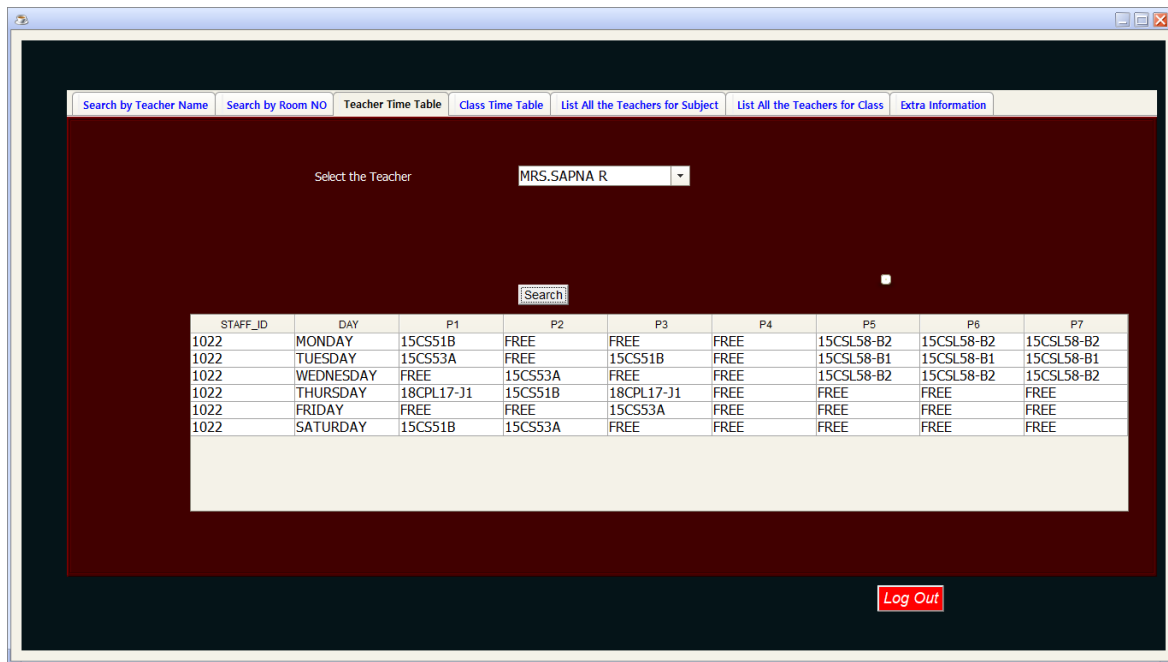 Search by Teacher Name Search by Room NO Teacher Time Table Class Time Table List All the Teachers for Subject List All the Teachers for Class Extra Information
Select the Teacher MRS.SAPNA R
Search
STAFF_ID DAY P1 P2 P3 P4 P5 P6 P7
1022 MONDAY 15CS51B FREE FREE FREE 15CSL58-B2 15CSL58-B2 15CSL58-B2
1022 TUESDAY 15CS53A FREE 15CS51B FREE 15CSL58-B1 15CSL58-B1 15CSL58-B1
1022 WEDNESDAY FREE 15CS53A FREE FREE 15CSL58-B2 15CSL58-B2 15CSL58-B2
1022 THURSDAY 18CPL17-J1 15CS51B 18CPL17-J1 FREE FREE FREE FREE
1022 FRIDAY FREE FREE 15CS53A FREE FREE FREE FREE
1022 SATURDAY 15CS51B 15CS53A FREE FREE FREE FREE FREE
Log Out